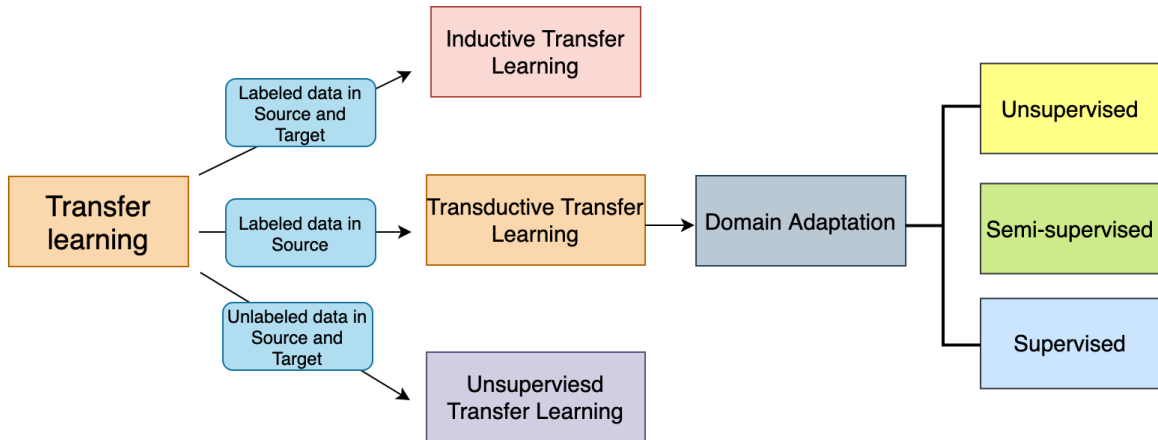 Transfer
learning
Labeled data in
Source and
Target
Labeled data in
Source
Unlabeled data in
Source and
Target
Inductive Transfer
Learning
Transductive Transfer
Learning
Unsuperviesd
Transfer Learning
Domain Adaptation
Unsupervised
Semi-supervised
Supervised